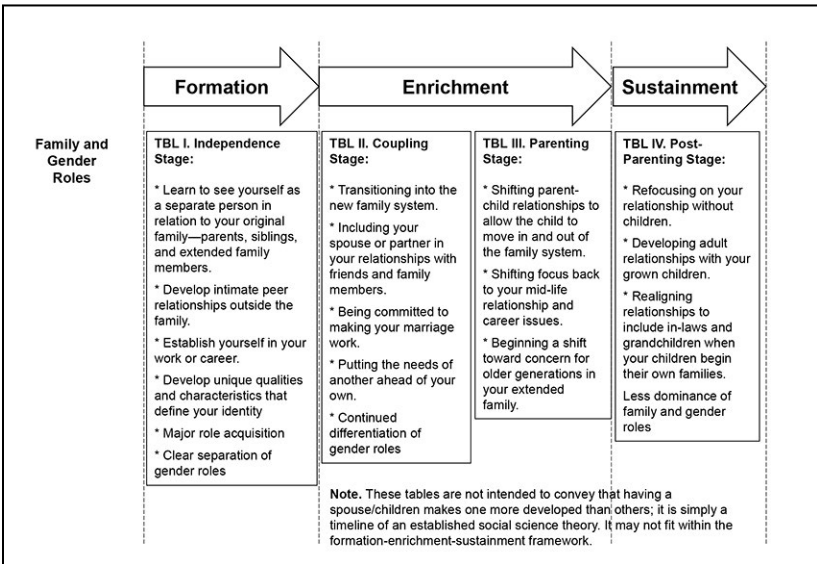 Formation
Enrichment
Sustainment
Family and
Gender
Roles
TBL I. Independence
Stage:
* Learn to see yourself as
a separate person in
relation to your original
family—parents, siblings,
and extended family
members.
* Develop intimate peer
relationships outside the
family.
* Establish yourself in your
work or career.
* Develop unique qualities
and characteristics that
define your identity
* Major role acquisition
* Clear separation of
gender roles
TBL II. Coupling
Stage:
* Transitioning into the
new family system.
* Including your
spouse or partner in
your relationships with
friends and family
members.
* Being committed to
making your marriage
work.
* Putting the needs of
another ahead of your
own.
* Continued
differentiation of
gender roles
TBL III. Parenting
Stage:
* Shifting parent-
child relationships to
allow the child to
move in and out of
the family system.
* Shifting focus back
to your mid-life
relationship and
career issues.
* Beginning a shift
toward concern for
older generations in
your extended
family.
TBL IV. Post-
Parenting Stage:
* Refocusing on your
relationship without
children.
* Developing adult
relationships with your
grown children.
* Realigning
relationships to
include in-laws and
grandchildren when
your children begin
their own families.
Less dominance of
family and gender
roles
Note. These tables are not intended to convey that having a
spouse/children makes one more developed than others; it is simply a
timeline of an established social science theory. It may not fit within the
formation-enrichment-sustainment framework.